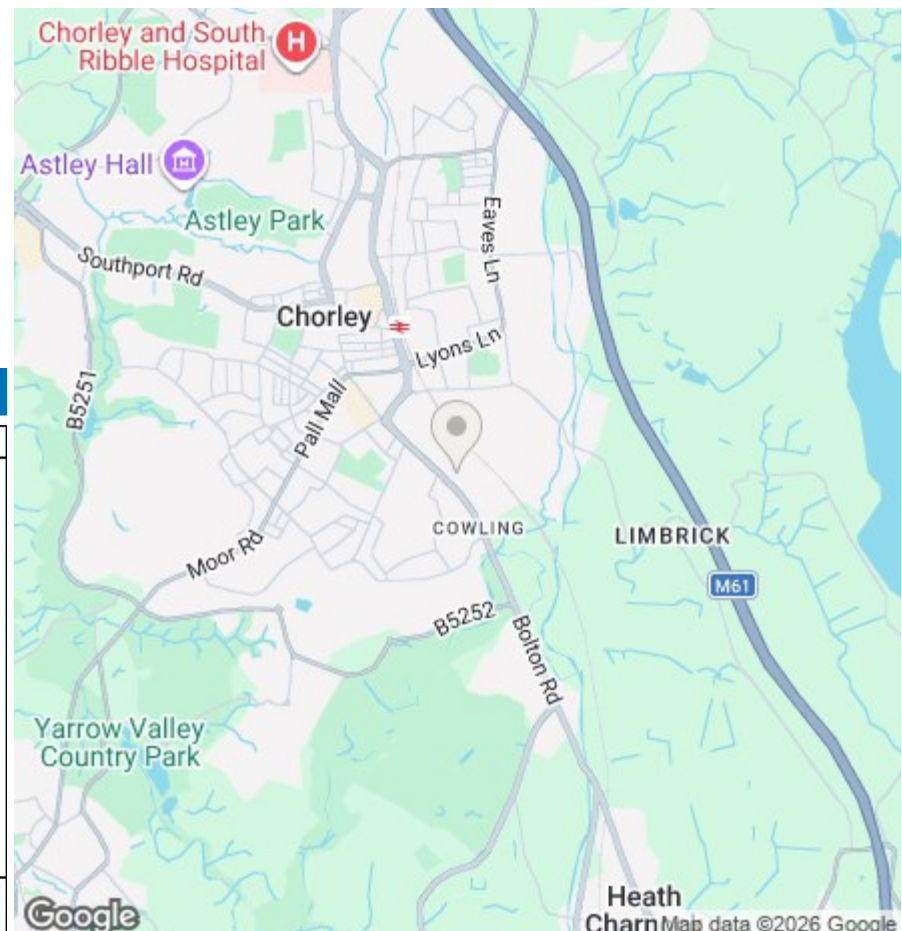 Chorley and South
Ribble Hospital
H
Astley Hall
Astley Park
Eaves Ln
Southport Rd
Chorley
Lyons Ln
B5251
Pall Mall
COWLING
LIMBRICK
Moor Rd
M61
B5252
Bolton Rd
Yarrow Valley
Country Park
Heath
Charn
Google
Map data ©2026 Google